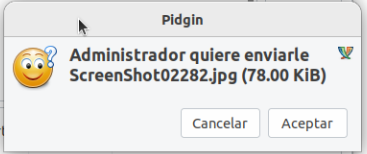 Pidgin
Administrador quiere enviarle
ScreenShot02282.jpg (78.00 KiB)
Cancelar
Aceptar